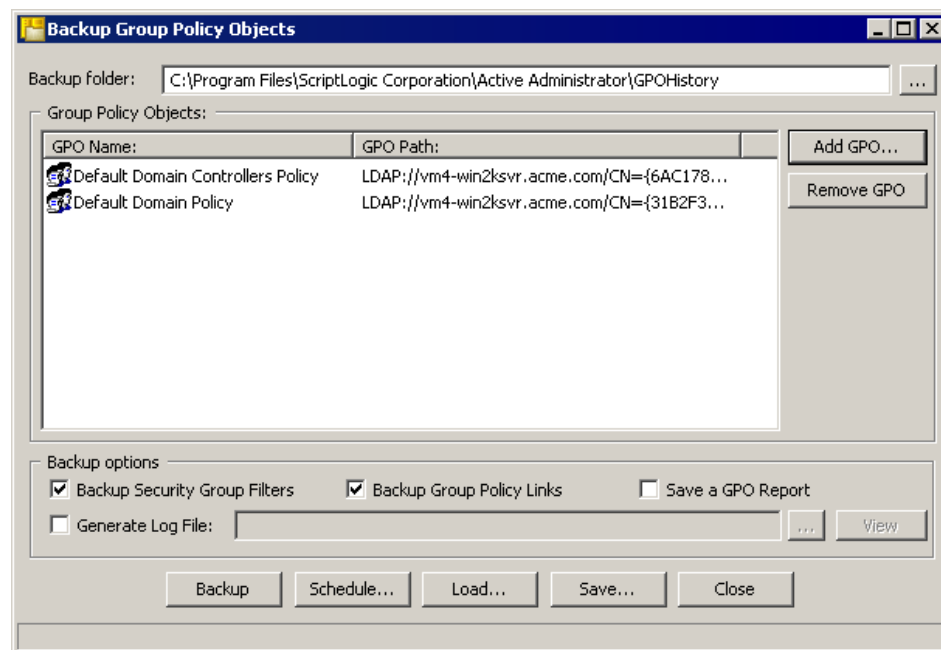 Backup Group Policy Objects
Backup folder: C:\Program Files\ScriptLogic Corporation\Active Administrator\GPOHistory ...
Group Policy Objects:
GPO Name: GPO Path:
Add GPO...
Default Domain Controllers Policy LDAP://vm4-win2ksvr.acme.com/CN={6AC178...
Default Domain Policy LDAP://vm4-win2ksvr.acme.com/CN={31B2F3...
Remove GPO
Backup options
Backup Security Group Filters Backup Group Policy Links Save a GPO Report
Generate Log File: ... View
Backup Schedule... Load... Save... Close